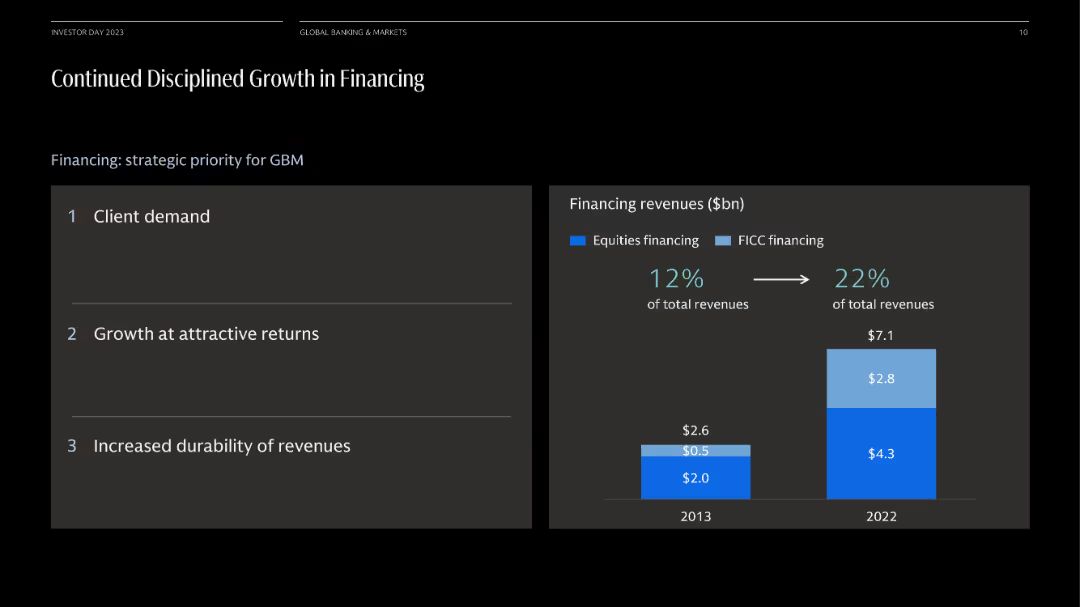 INVESTOR DAY 2023
GLOBAL BANKING & MARKETS
10
Continued Disciplined Growth in Financing
Financing: strategic priority for GBM
1 Client demand
2 Growth at attractive returns
3 Increased durability of revenues
Financing revenues ($bn)
Equities financing FICC financing
12% 22%
of total revenues of total revenues
$7.1
$2.8
$2.6
$0.5
$4.3
$2.0
2013 2022